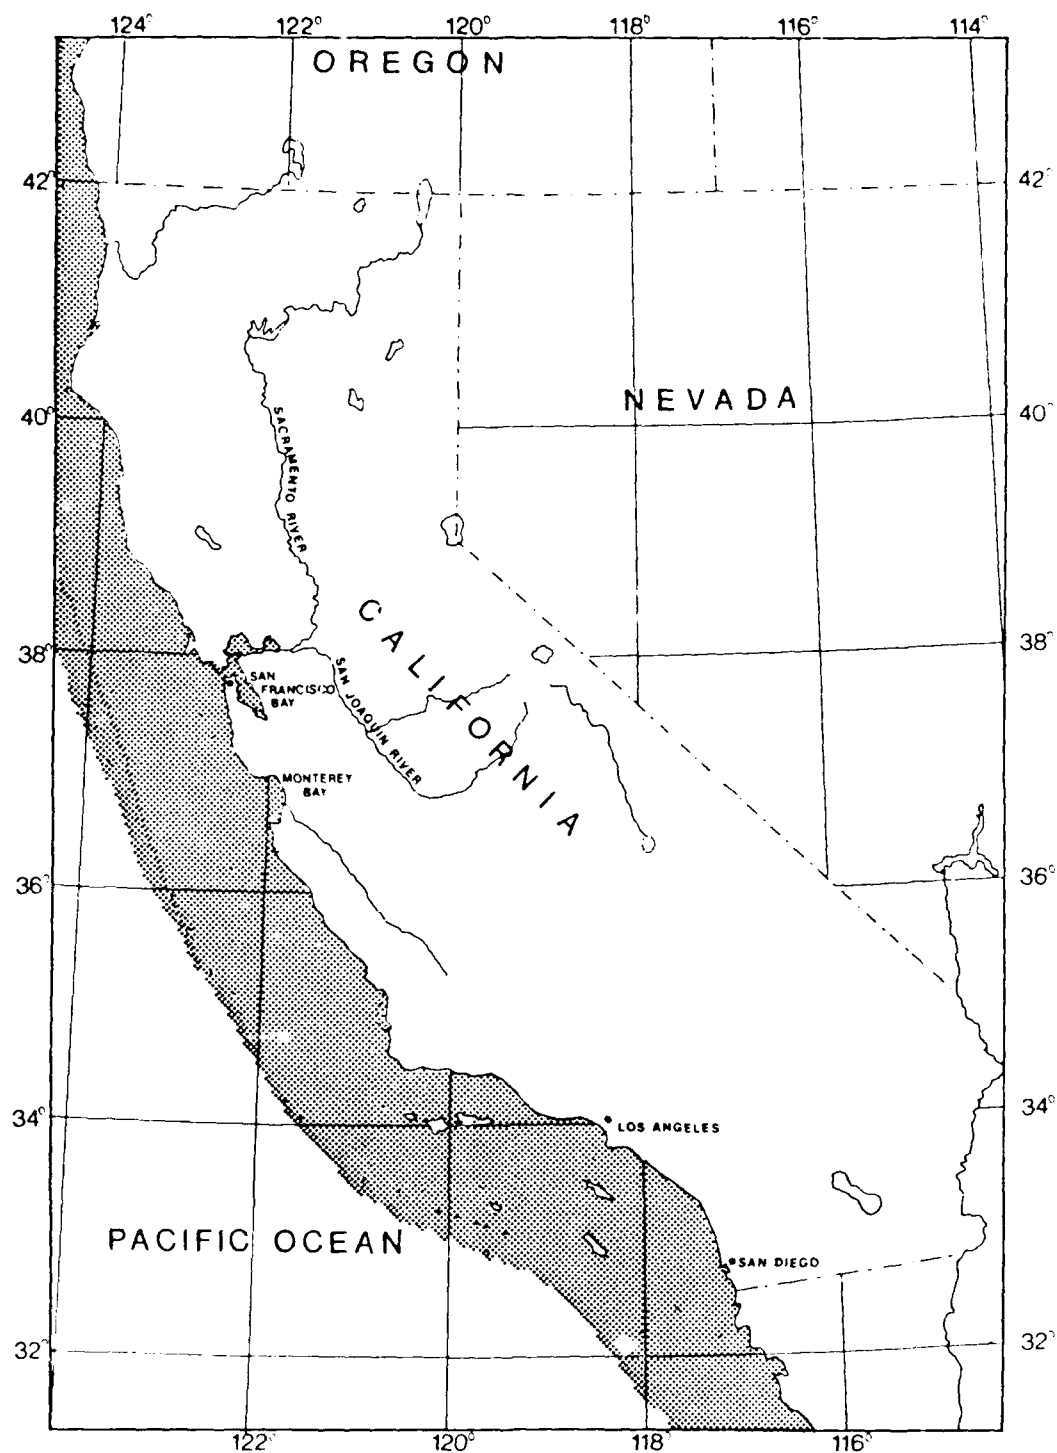 124° 122° 120° 118° 116° 114°
OREGON
42° 42°
NEVADA
40° 40°
SACRAMENTO RIVER
CALIFORNIA
38° 38°
SAN
FRANCISCO
BAY
SAN JOAQUIN RIVER
MONTEREY
BAY
36° 36°
34° 34°
LOS ANGELES
PACIFIC OCEAN
SAN DIEGO
32° 32°
122° 120° 118° 116°